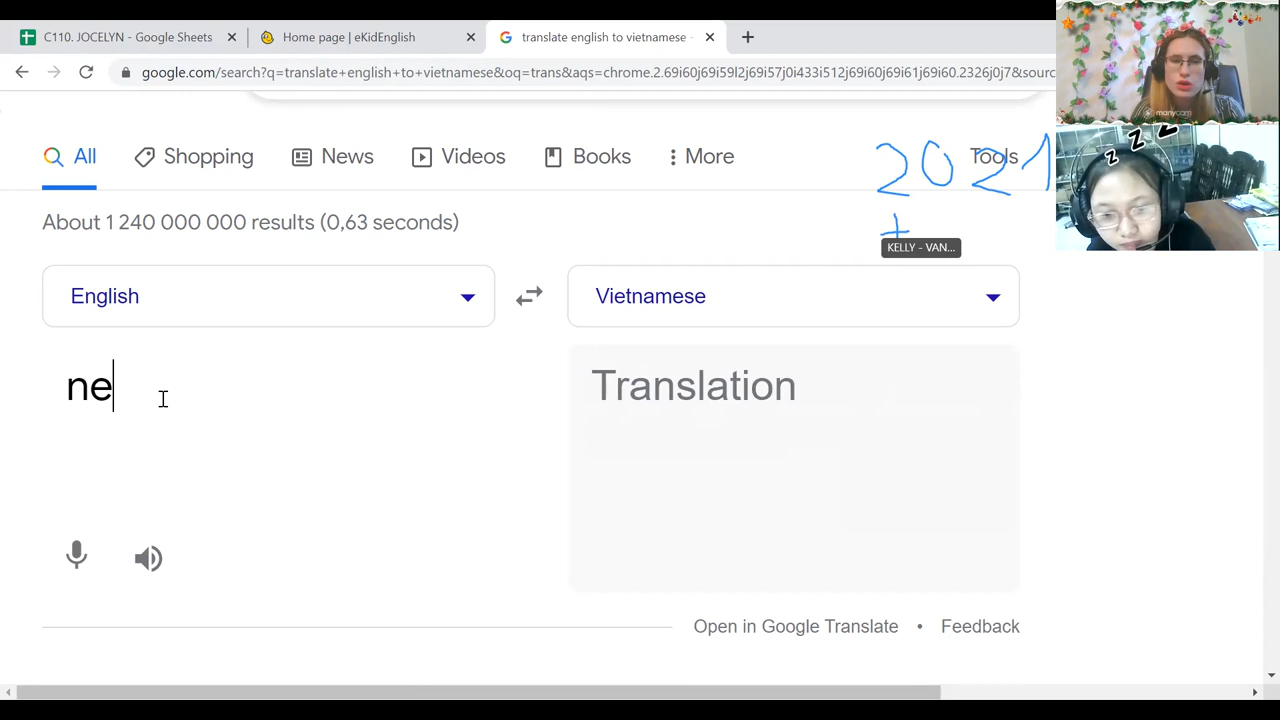 C110. JOCELYN - Google Sheets
Home page | eKidEnglish
translate english to vietnamese -
google.com/search?q=translate+english+to+vietnamese&oq=trans&aqs=chrome.2.69i60j69i59l2j69i57j0i433i512j69i60j69i61j69i60.2326j0j7&sourc
manycam
All
Shopping
News
Videos
Books
More
Tools
2021
+
z z z
KELLY - VAN...
About 1 240 000 000 results (0,63 seconds)
English
Vietnamese
ne
Translation
Open in Google Translate • Feedback